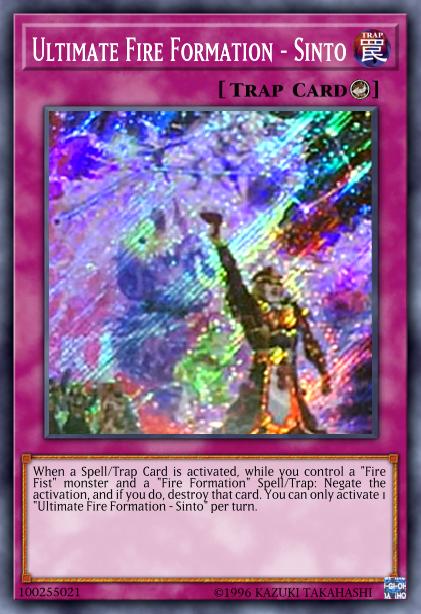 ULTIMATE FIRE FORMATION - SINTO
TRAP
罠
[TRAP CARD]
When a Spell/Trap Card is activated, while you control a "Fire
Fist" monster and a "Fire Formation" Spell/Trap: Negate the
activation, and if you do, destroy that card. You can only activate 1
"Ultimate Fire Formation - Sinto" per turn.
100255021
©1996 KAZUKI TAKAHASHI